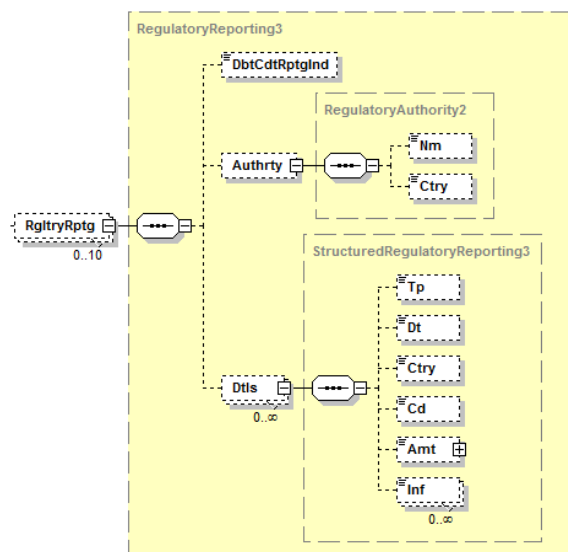 RegulatoryReporting3
DbtCdtRptgInd
RegulatoryAuthority2
Nm
Authrty
Ctry
RgltryRptg
0..10
StructuredRegulatoryReporting3
Tp
Dt
Ctry
Dtls
0..∞
Cd
Amt
Inf
0..∞